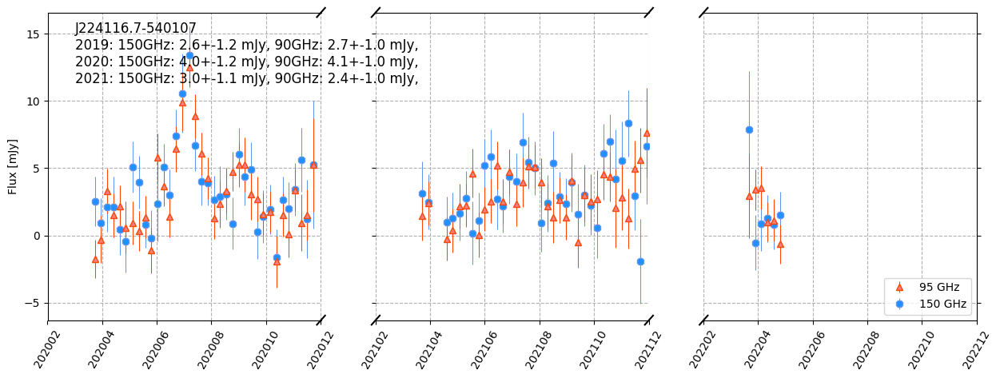 J224116.7-540107
2019: 150GHz: 2.6+-1.2 mJy, 90GHz: 2.7+-1.0 mJy,
2020: 150GHz: 4.0+-1.2 mJy, 90GHz: 4.1+-1.0 mJy,
2021: 150GHz: 3.0+-1.1 mJy, 90GHz: 2.4+-1.0 mJy,
Flux [mJy]
15
10
5
0
−5
95 GHz
150 GHz
202002 202004 202006 202008 202010 202012 202102 202104 202106 202108 202110 202112 202202 202204 202206 202208 202210 202212